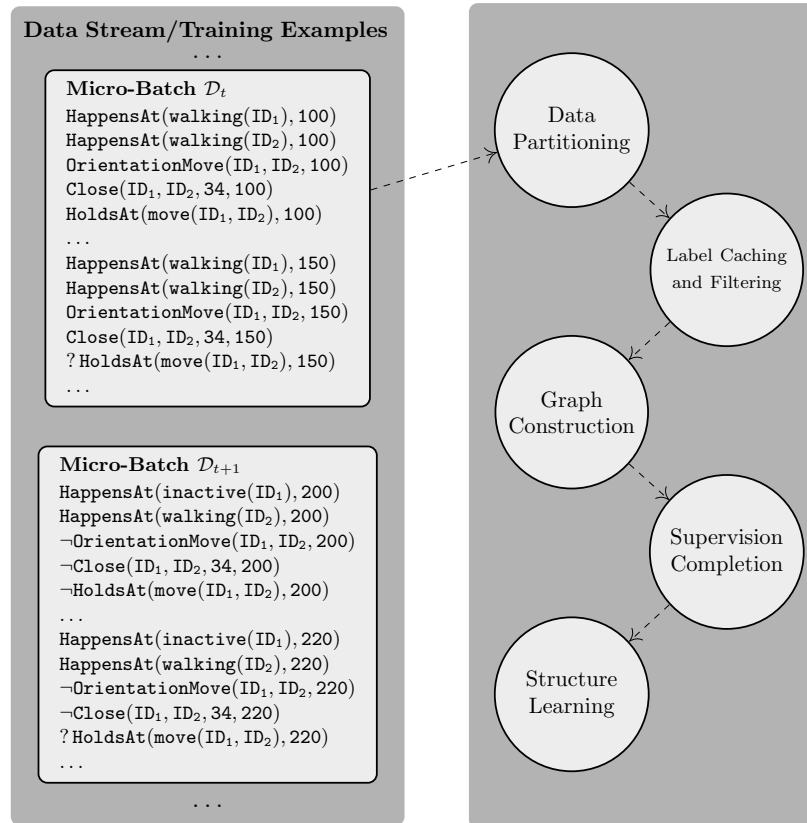 Data Stream/Training Examples
...
Micro-Batch 𝒟ₜ
HappensAt(walking(ID₁), 100)
HappensAt(walking(ID₂), 100)
OrientationMove(ID₁, ID₂, 100)
Close(ID₁, ID₂, 34, 100)
HoldsAt(move(ID₁, ID₂), 100)
...
HappensAt(walking(ID₁), 150)
HappensAt(walking(ID₂), 150)
OrientationMove(ID₁, ID₂, 150)
Close(ID₁, ID₂, 34, 150)
? HoldsAt(move(ID₁, ID₂), 150)
...
Micro-Batch 𝒟ₜ₊₁
HappensAt(inactive(ID₁), 200)
HappensAt(walking(ID₂), 200)
¬OrientationMove(ID₁, ID₂, 200)
¬Close(ID₁, ID₂, 34, 200)
¬HoldsAt(move(ID₁, ID₂), 200)
...
HappensAt(inactive(ID₁), 220)
HappensAt(walking(ID₂), 220)
¬OrientationMove(ID₁, ID₂, 220)
¬Close(ID₁, ID₂, 34, 220)
? HoldsAt(move(ID₁, ID₂), 220)
...
...
Data
Partitioning
Label Caching
and Filtering
Graph
Construction
Supervision
Completion
Structure
Learning